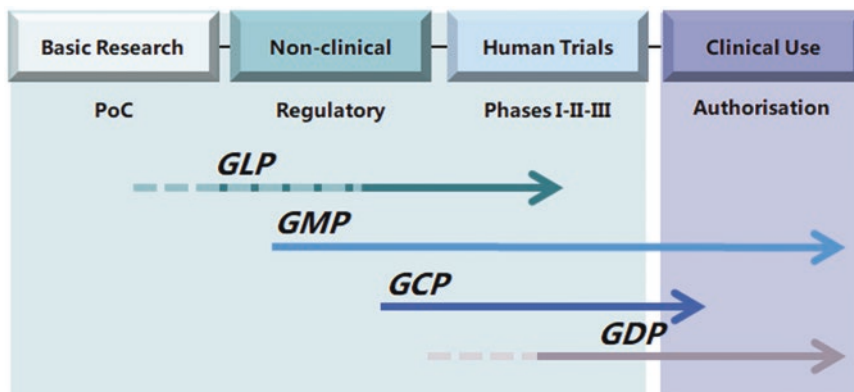 Basic Research Non-clinical Human Trials Clinical Use
PoC Regulatory Phases I-II-III Authorisation
GLP
GMP
GCP
GDP